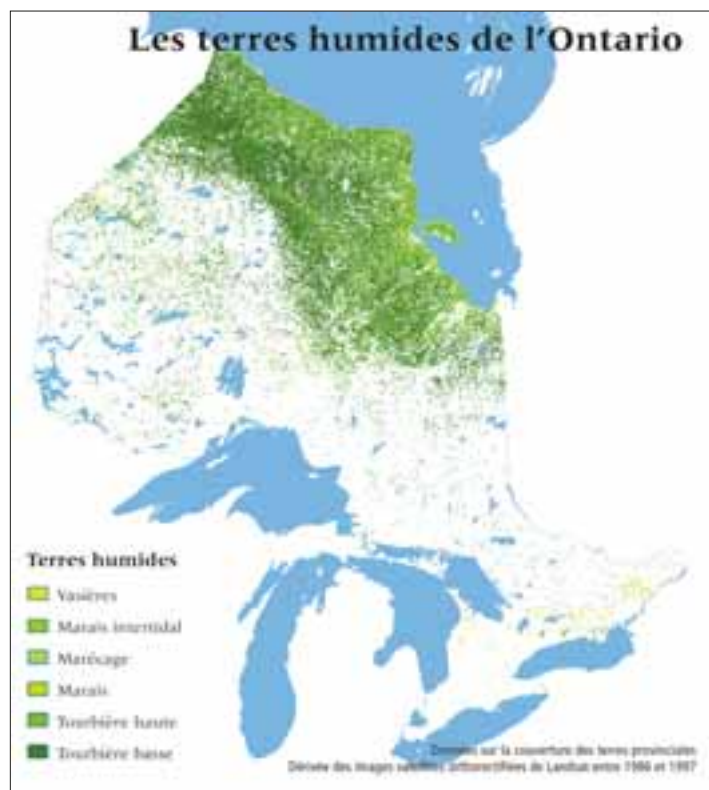 Les terres humides de l'Ontario
Terres humides
Vasières
Marais intertidal
Marécage
Marais
Tourbière haute
Tourbière basse
Données sur la couverture des terres provinciales
Dérivée des images satellites orthorectifiées de Landsat entre 1986 et 1997